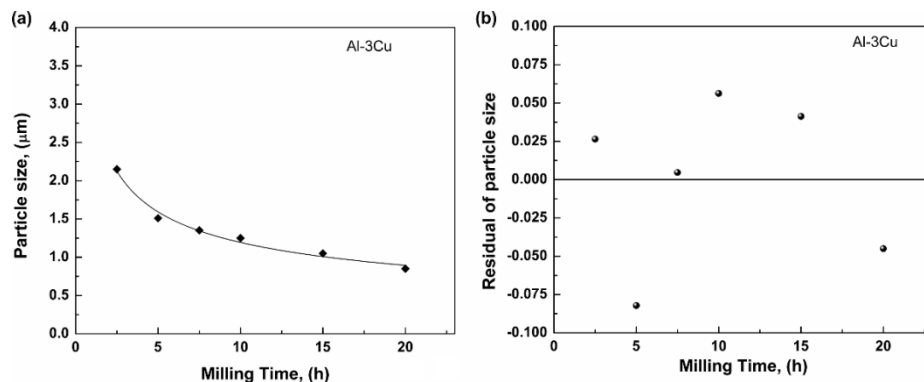 (a)
Al-3Cu
Particle size, (μm)
4.0
3.5
3.0
2.5
2.0
1.5
1.0
0.5
0.0
0 5 10 15 20
Milling Time, (h)
(b)
Al-3Cu
Residual of particle size
0.100
0.075
0.050
0.025
0.000
-0.025
-0.050
-0.075
-0.100
0 5 10 15 20
Milling Time, (h)